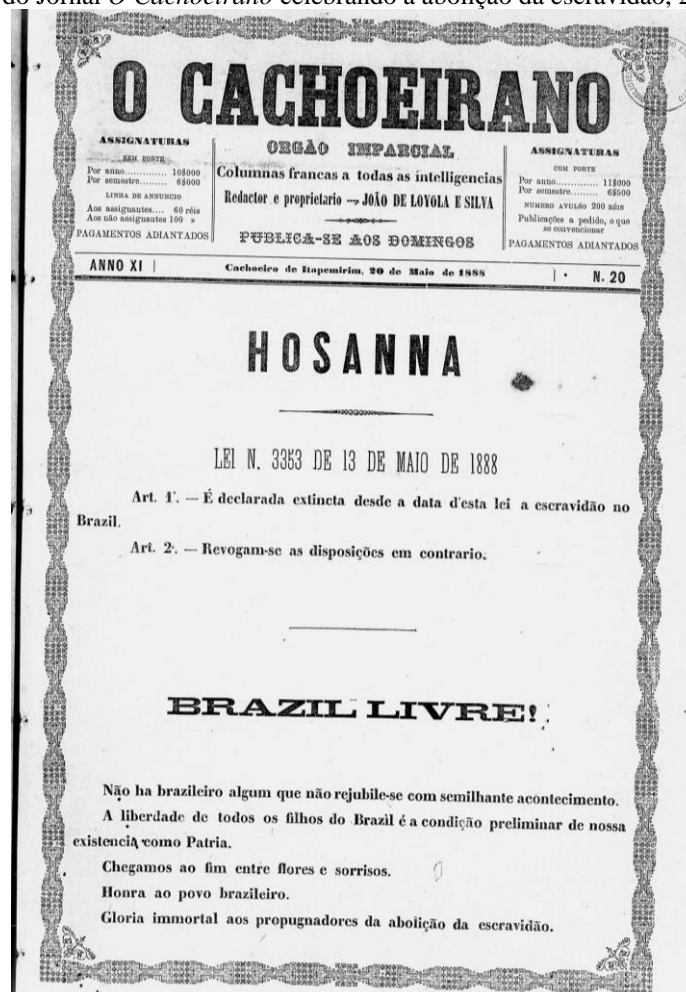 do Jornal O Cachoeirano celebrando a abolição da escravidão, 2
O CACHOEIRANO
ASSIGNATURAS
SEM PORTE
Por anno............. 10$000
Por semestre......... 6$000
LINHA DE ANNUNCIO
Aos assignantes.... 60 réis
Aos não assignantes 100 »
PAGAMENTOS ADIANTADOS
ORGÃO IMPARCIAL
Columnas francas a todas as intelligencias
Redactor e proprietario — JOÃO DE LOYOLA E SILVA
PUBLICA-SE AOS DOMINGOS
ASSIGNATURAS
COM PORTE
Por anno............. 11$000
Por semestre......... 6$500
NUMERO AVULSO 200 réis
Publicações a pedido, o que
se convencionar
PAGAMENTOS ADIANTADOS
ANNO XI
Cachoeiro de Itapemirim, 20 de Maio de 1888
N. 20
HOSANNA
LEI N. 3353 DE 13 DE MAIO DE 1888
Art. 1º. — É declarada extincta desde a data d'esta lei a escravidão no
Brazil.
Art. 2º. — Revogam-se as disposições em contrario.
BRAZIL LIVRE!
Não ha brazileiro algum que não rejubile-se com semilhante acontecimento.
A liberdade de todos os filhos do Brazil é a condição preliminar de nossa
existencia como Patria.
Chegamos ao fim entre flores e sorrisos.
Honra ao povo brazileiro.
Gloria immortal aos propugnadores da abolição da escravidão.